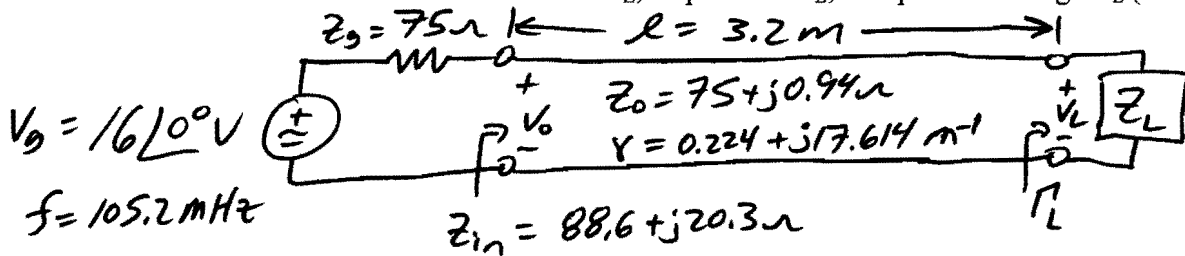 Zg = 75Ω
l = 3.2 m
Vg = 16∠0° V
f = 105.2 mHz
+
V0
-
Z0 = 75 + j0.94Ω
γ = 0.224 + j17.614 m⁻¹
+
VL
-
ZL
ΓL
Zin = 88.6 + j20.3Ω